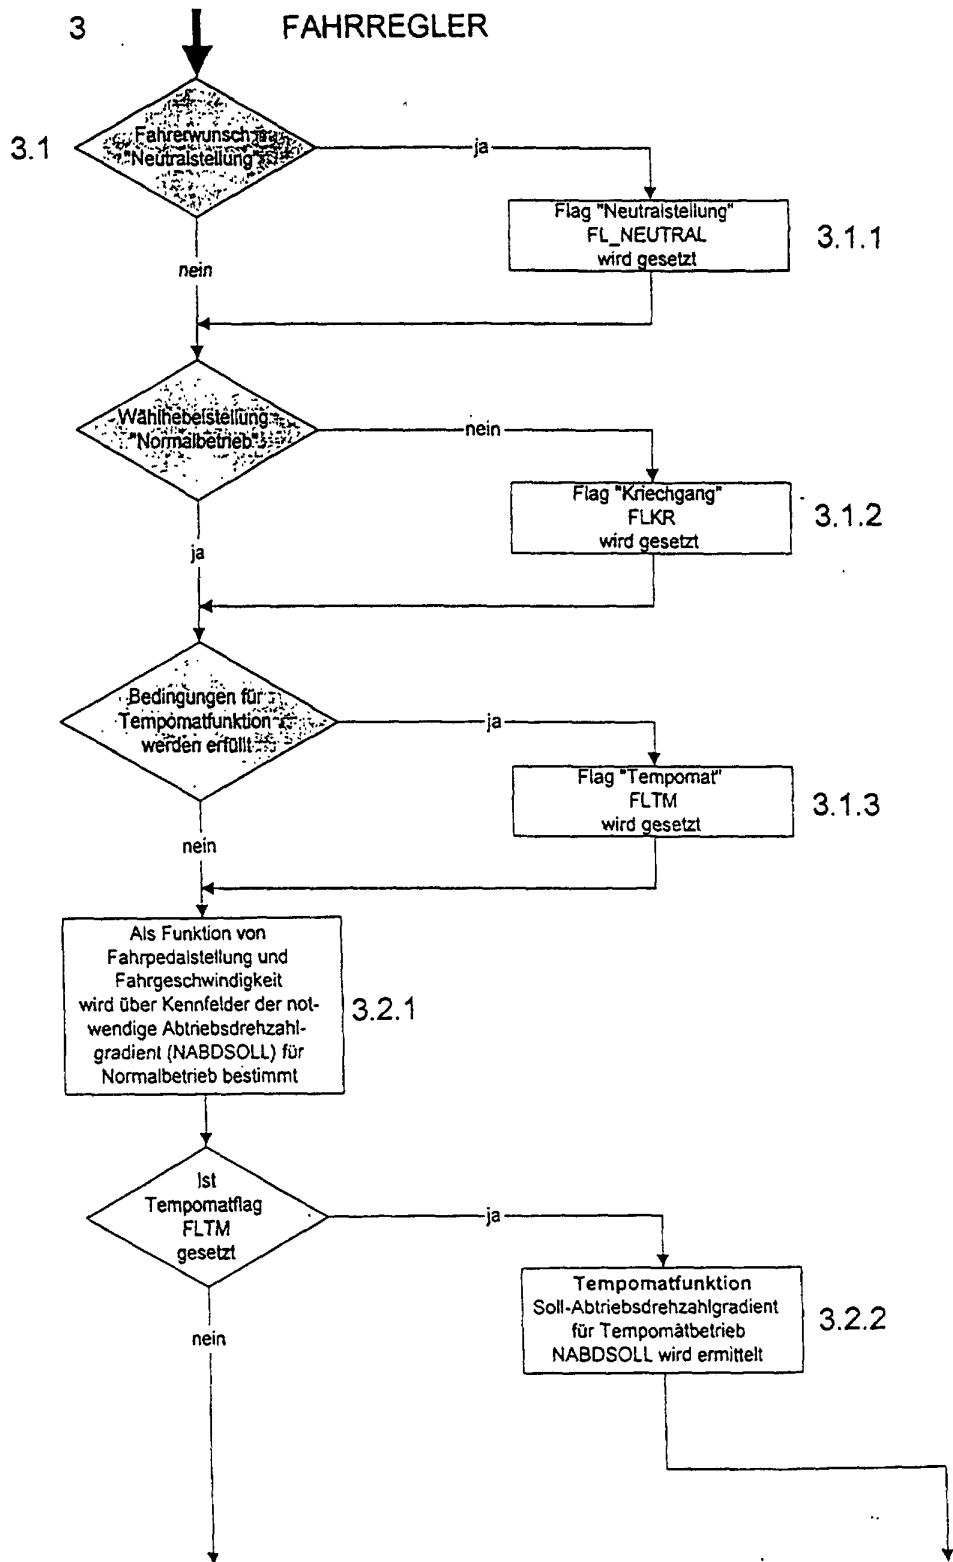 3 FAHRREGLER
3.1
Fahrerwunsch
"Neutralstellung"
ja
Flag "Neutralstellung"
FL_NEUTRAL
wird gesetzt
3.1.1
nein
Wählhebelstellung
"Normalbetrieb"
nein
Flag "Kriechgang"
FLKR
wird gesetzt
3.1.2
ja
Bedingungen für
Tempomatfunktion
werden erfüllt
ja
Flag "Tempomat"
FLTM
wird gesetzt
3.1.3
nein
Als Funktion von
Fahrpedalstellung und
Fahrgeschwindigkeit
wird über Kennfelder der not-
wendige Abtriebsdrehzahl-
gradient (NABDSOLL) für
Normalbetrieb bestimmt
3.2.1
Ist
Tempomatflag
FLTM
gesetzt
ja
Tempomatfunktion
Soll-Abtriebsdrehzahlgradient
für Tempomatbetrieb
NABDSOLL wird ermittelt
3.2.2
nein